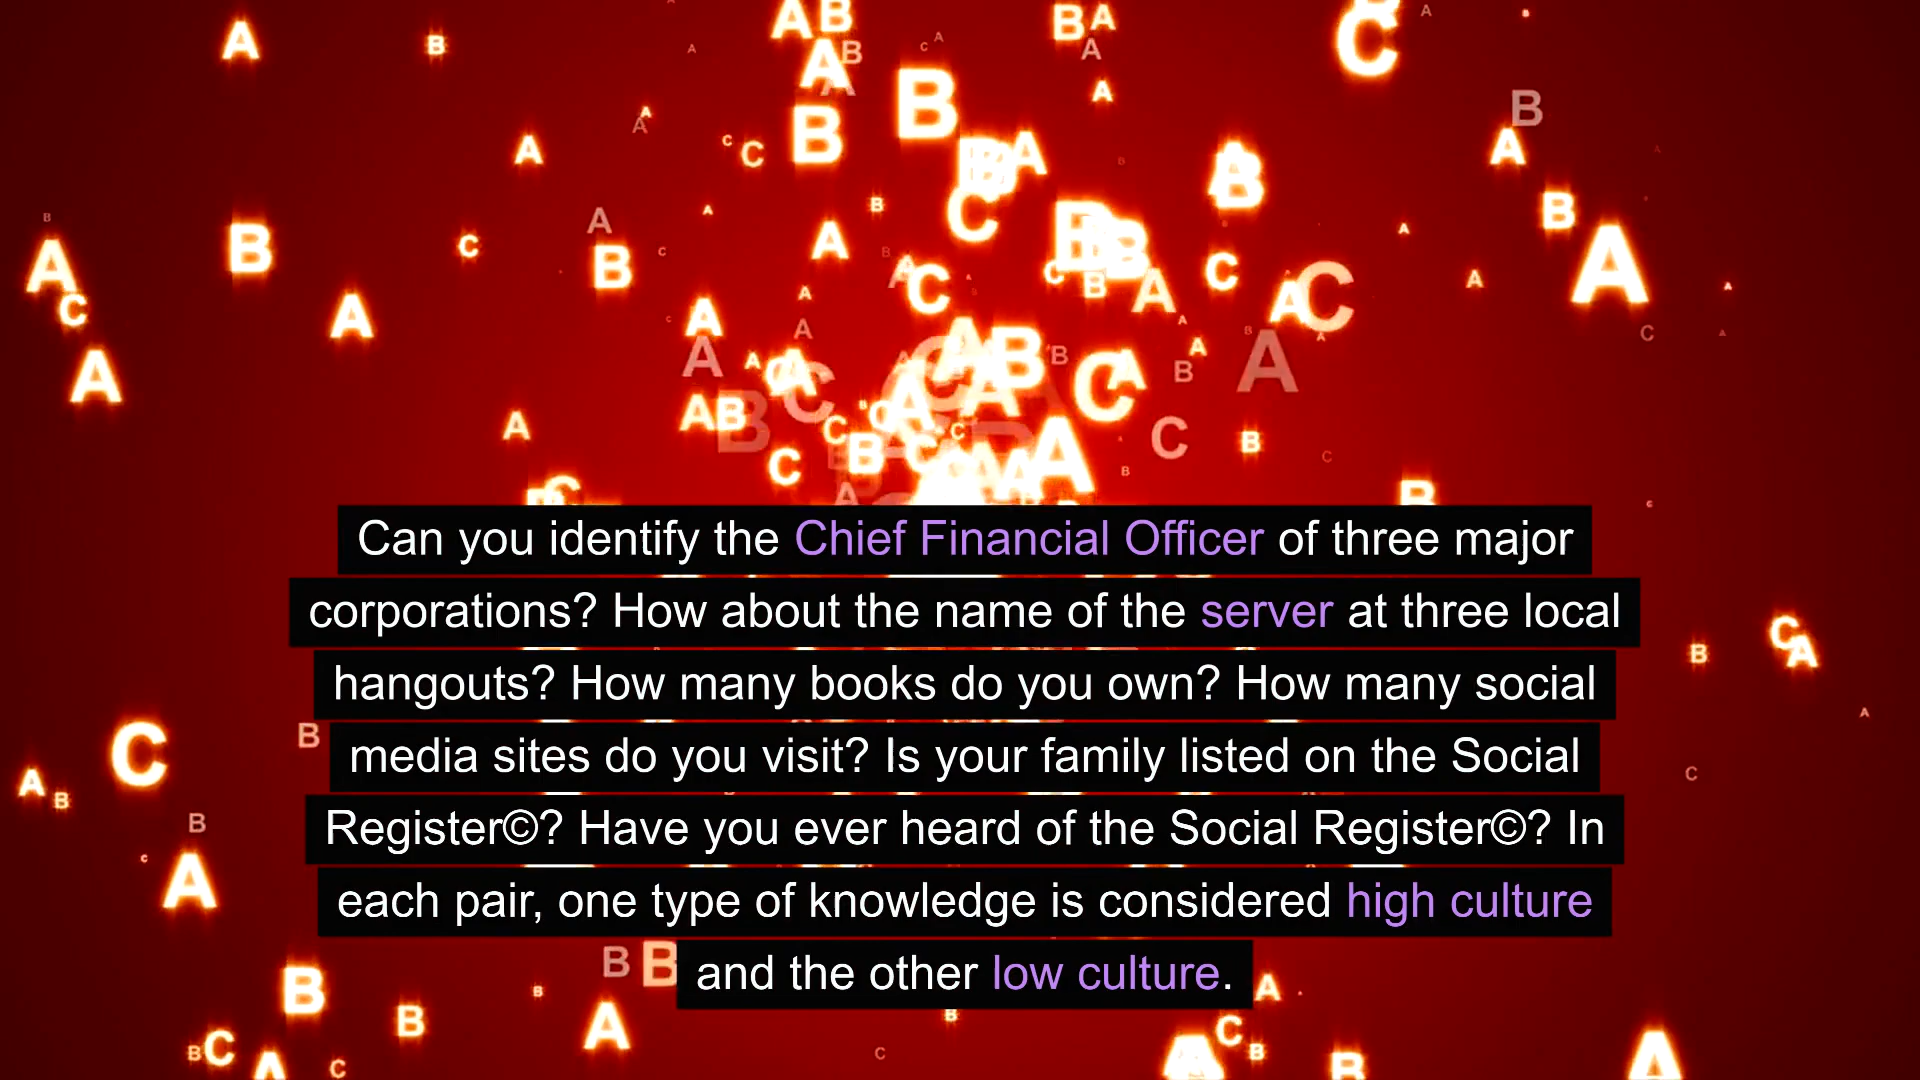 Can you identify the Chief Financial Officer of three major
corporations? How about the name of the server at three local
hangouts? How many books do you own? How many social
media sites do you visit? Is your family listed on the Social
Register©? Have you ever heard of the Social Register©? In
each pair, one type of knowledge is considered high culture
and the other low culture.